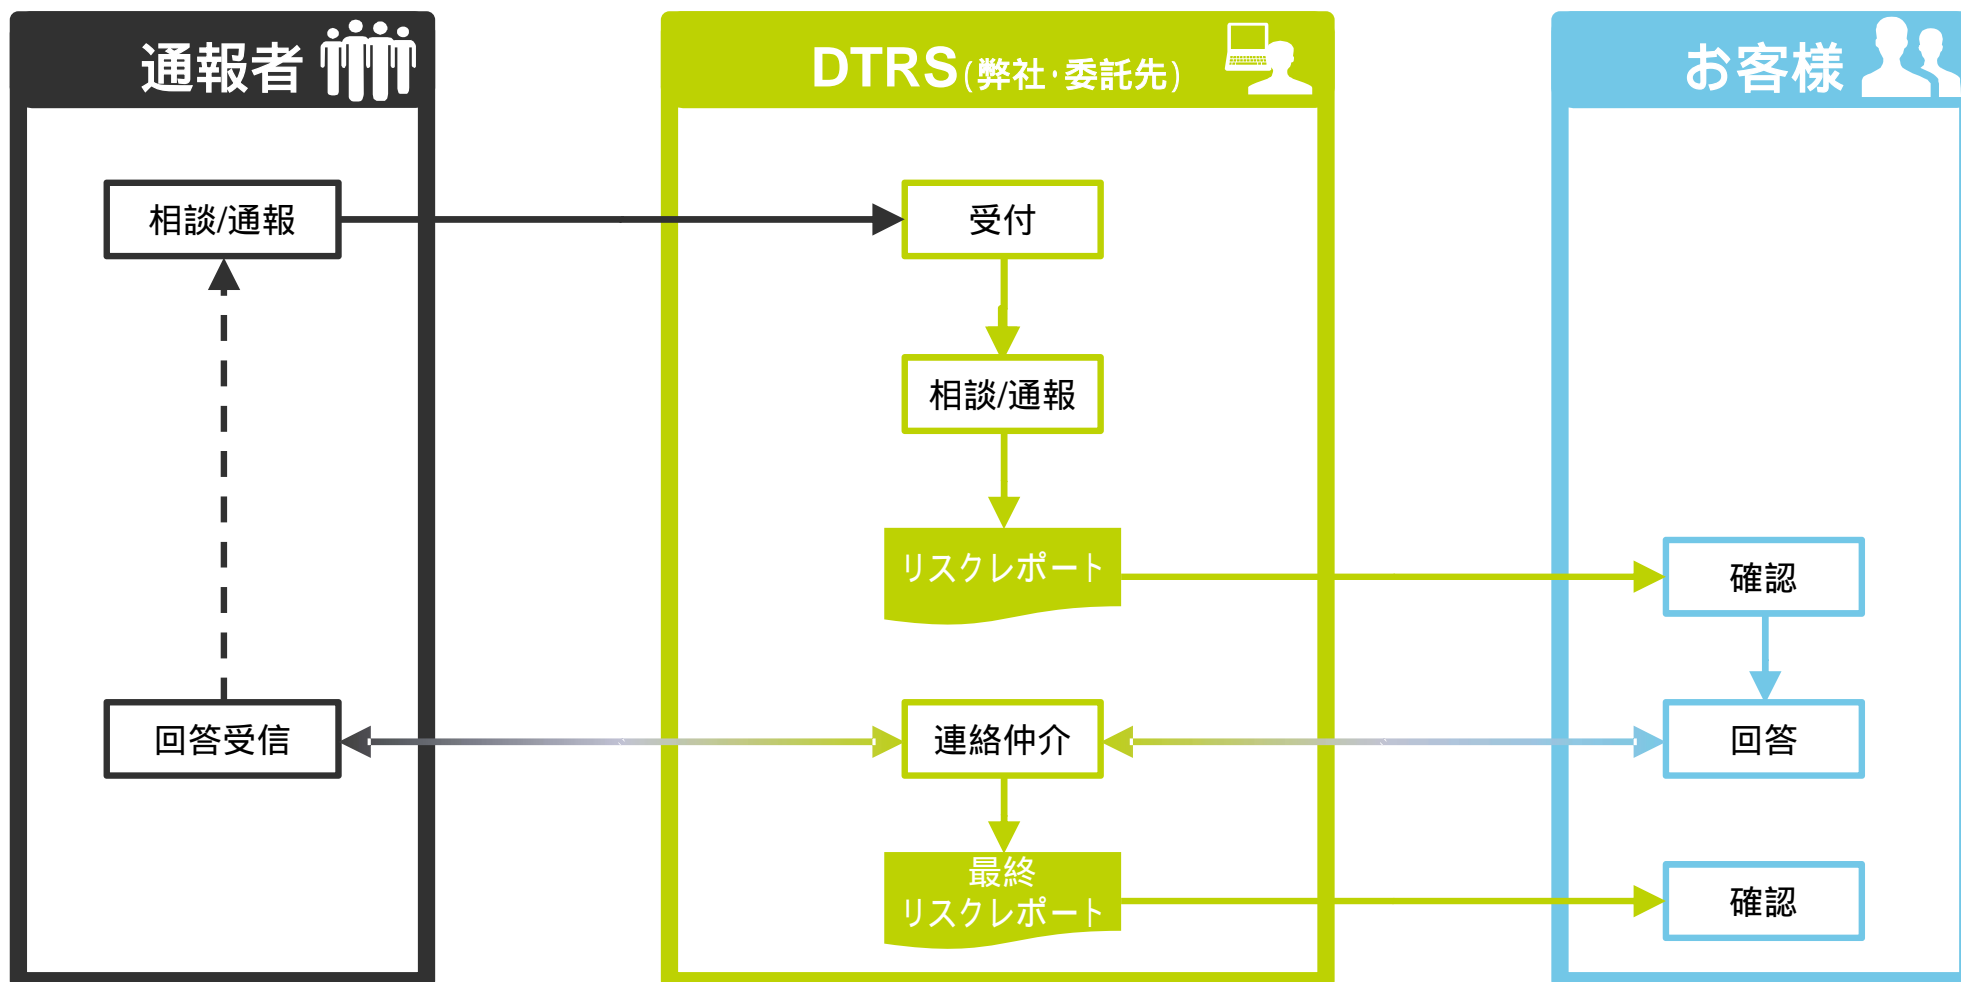 通報者
DTRS(弊社・委託先)
お客様
相談/通報
受付
相談/通報
リスクレポート
確認
回答受信
連絡仲介
回答
最終
リスクレポート
確認